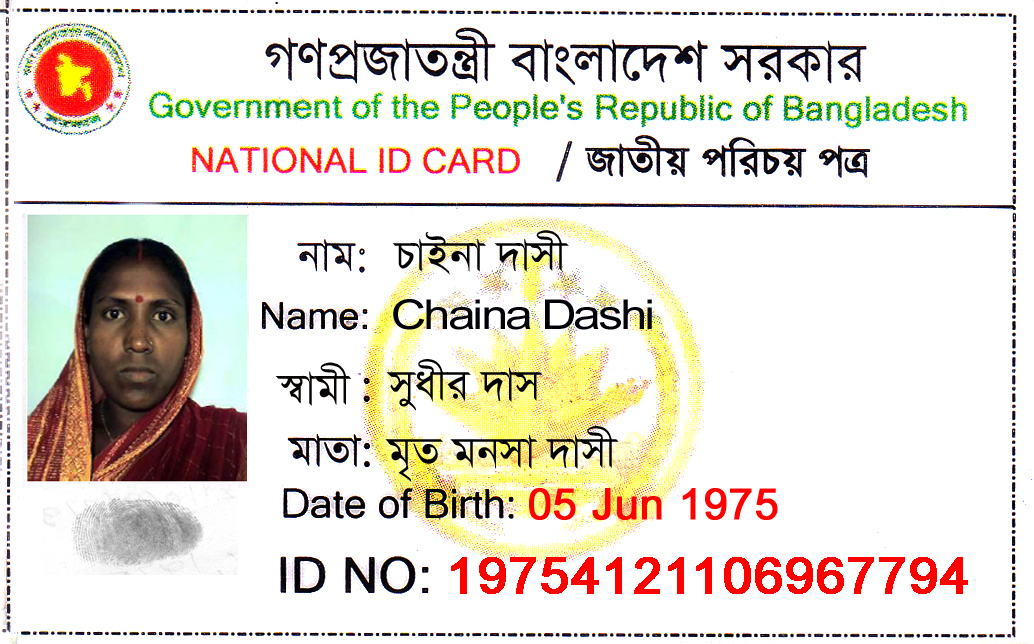 গণপ্রজাতন্ত্রী বাংলাদেশ সরকার
Government of the People's Republic of Bangladesh
NATIONAL ID CARD / জাতীয় পরিচয় পত্র
নাম: চাইনা দাসী
Name: Chaina Dashi
স্বামী : সুধীর দাস
মাতা: মৃত মনসা দাসী
Date of Birth: 05 Jun 1975
ID NO: 19754121106967794